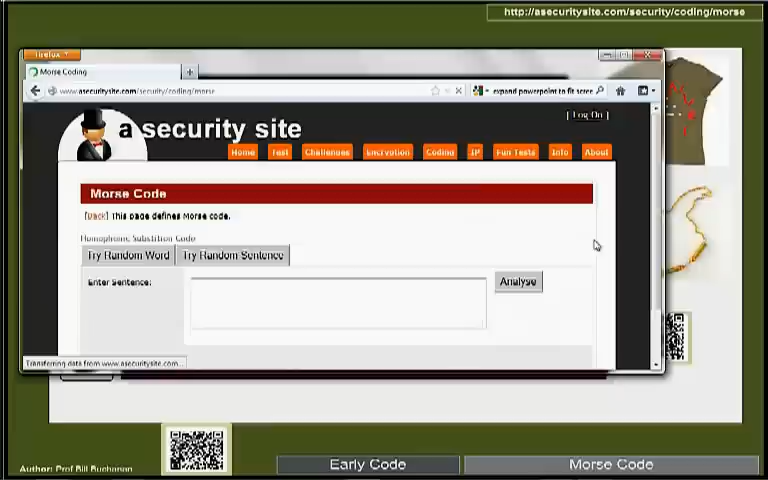 http://asecuritysite.com/security/coding/morse
Firefox
Morse Coding
+
www.asecuritysite.com/security/coding/morse
expand powerpoint to fit scree
[ Log On ]
a security site
Home Test Challenges Encryption Coding IP Fun Tests Info About
Morse Code
[Back] This page defines Morse code.
Homophonic Substition Code
Try Random Word Try Random Sentence
Enter Sentence:
Analyse
Transferring data from www.asecuritysite.com...
Author: Prof Bill Buchanan
Early Code
Morse Code